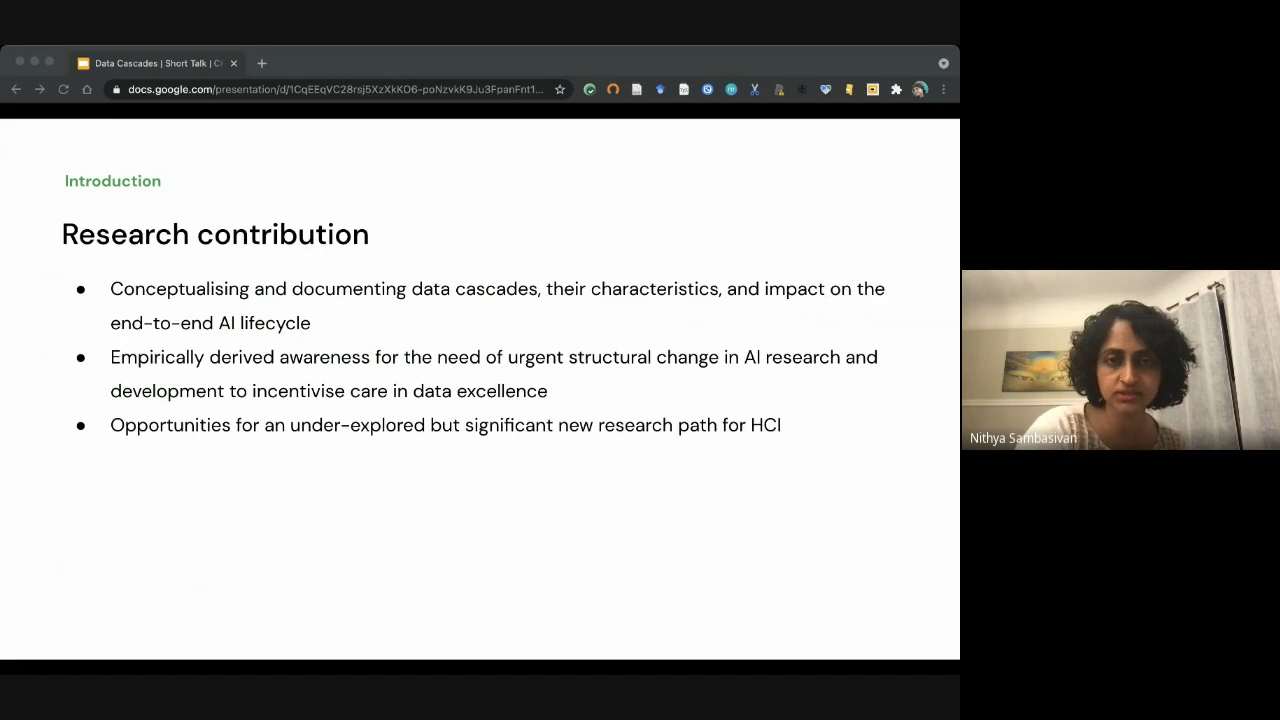 Data Cascades | Short Talk | C
docs.google.com/presentation/d/1CqEEqVC28rsj5XzXkKO6-poNzvkK9Ju3FpanFnt1...
Introduction
Research contribution
● Conceptualising and documenting data cascades, their characteristics, and impact on the
end-to-end AI lifecycle
● Empirically derived awareness for the need of urgent structural change in AI research and
development to incentivise care in data excellence
● Opportunities for an under-explored but significant new research path for HCI
Nithya Sambasivan